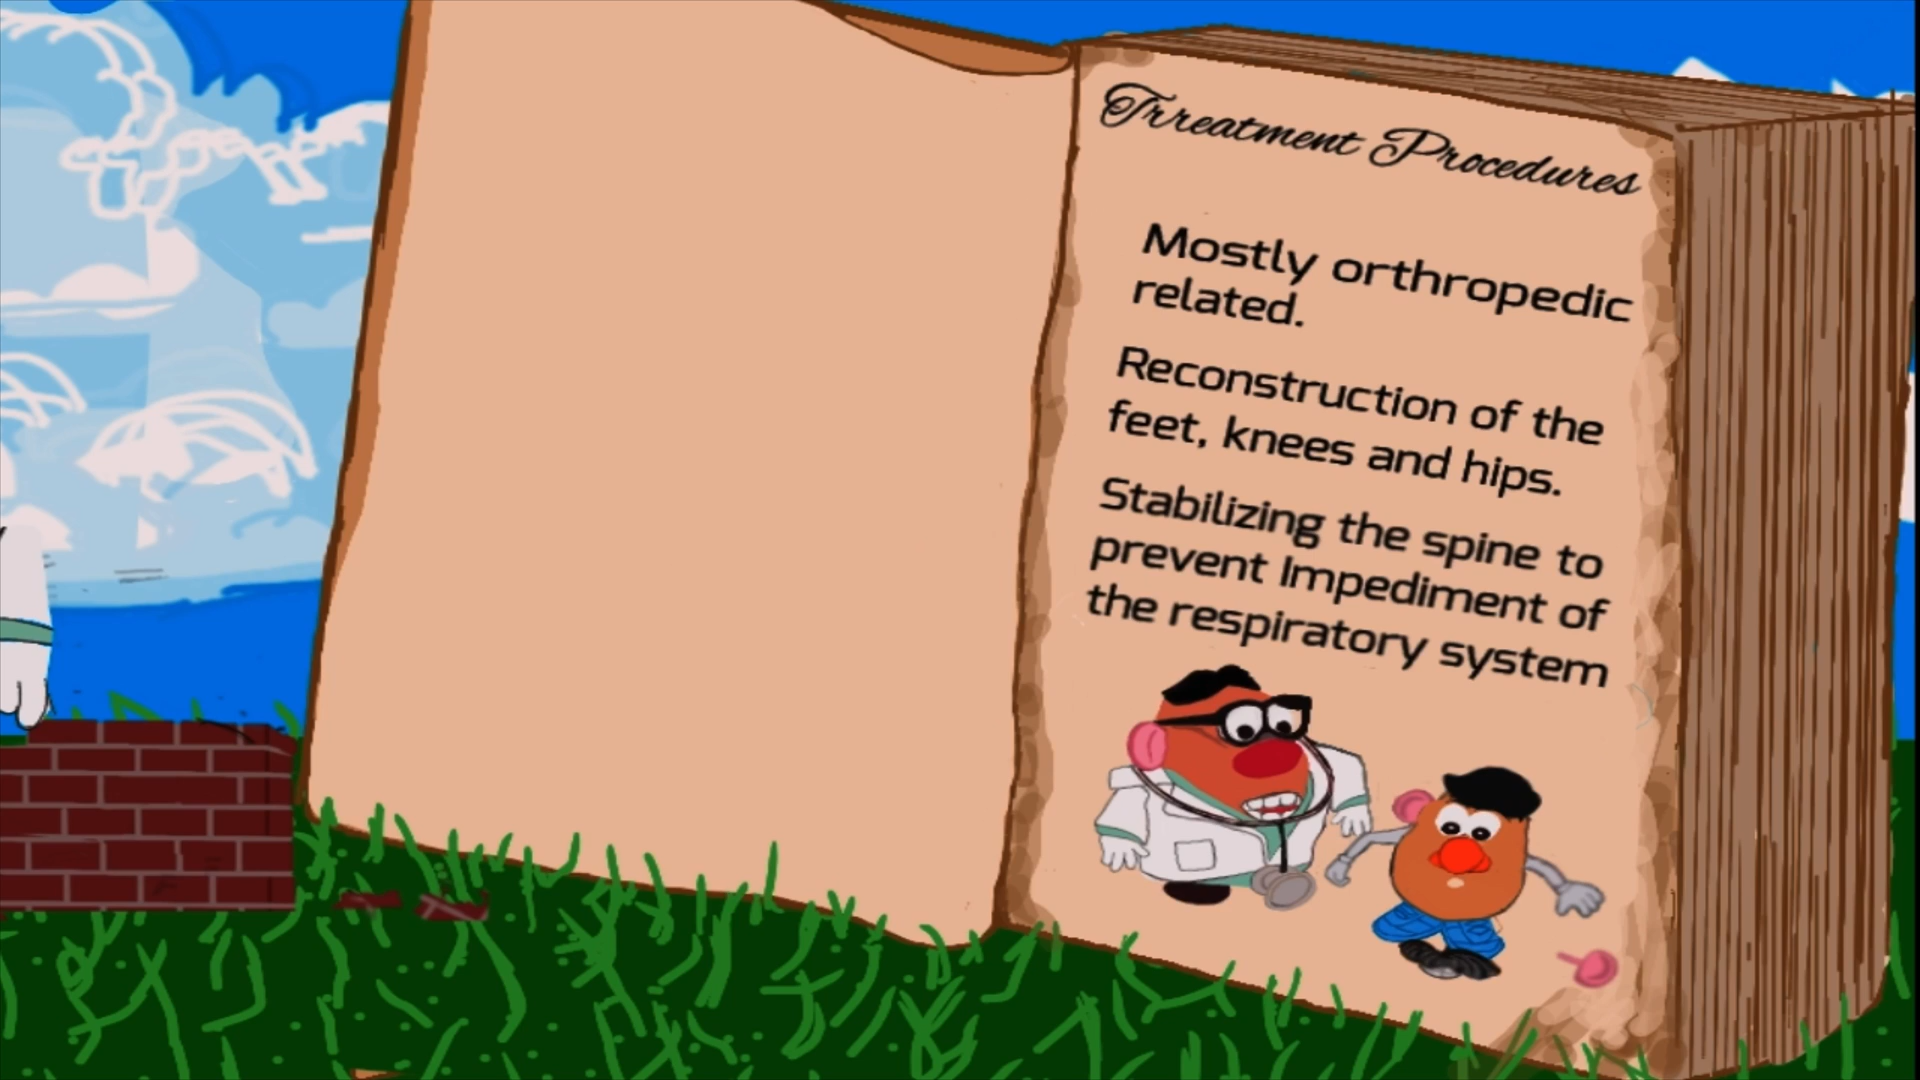 Trreatment Procedures
Mostly orthropedic
related.
Reconstruction of the
feet, knees and hips.
Stabilizing the spine to
prevent Impediment of
the respiratory system